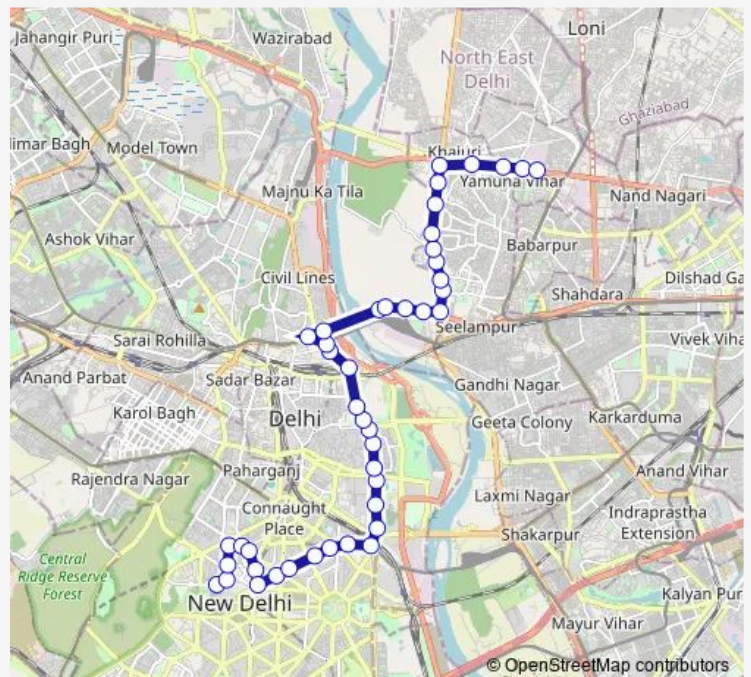 Jahangir Puri
Wazirabad
Loni
North East
Delhi
Ghaziabad
limar Bagh
Model Town
Khajuri
Yamuna Vihar
Majnu Ka Tila
Nand Nagari
Ashok Vihar
Babarpur
Civil Lines
Dilshad Ga
Shahdara
Seelampur
Sarai Rohilla
Vivek Viha
Anand Parbat
Sadar Bazar
Gandhi Nagar
Karol Bagh
Delhi
Geeta Colony
Karkarduma
Paharganj
Anand Vihar
Rajendra Nagar
Laxmi Nagar
Connaught
Place
Indraprastha
Extension
Shakarpur
Central
Ridge Reserve
Forest
New Delhi
Kalyan Pur
Mayur Vihar
© OpenStreetMap contributors